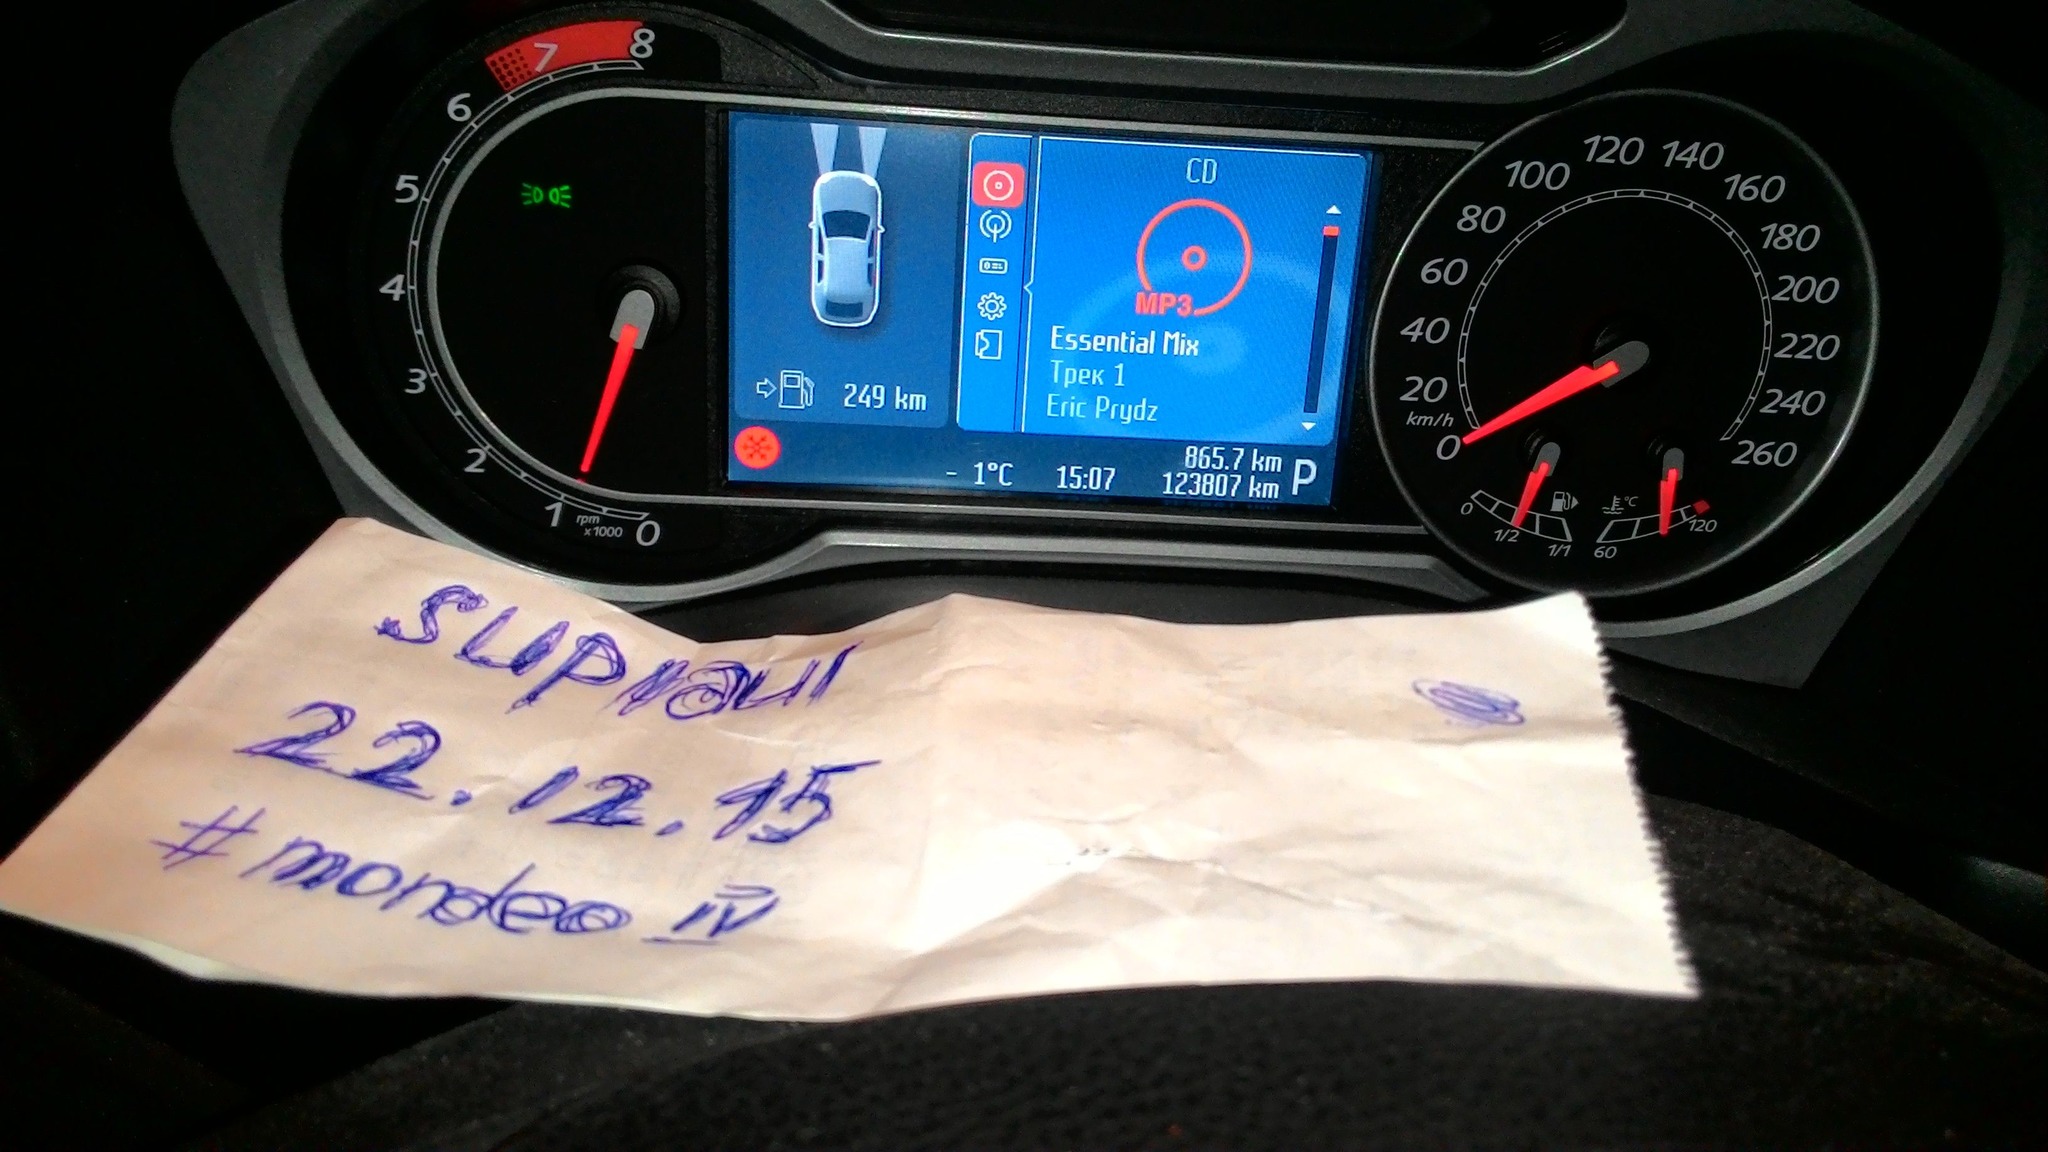 8
7
6
5
4
3
2
1
0
rpm
x1000
249 km
CD
MP3
Essential Mix
Трек 1
Eric Prydz
- 1°C
15:07
865.7 km
123807 km
P
0
20
40
60
80
100
120
140
160
180
200
220
240
260
km/h
0
1/2
1/1
°C
60
120
22.12.15
#mondeo IV